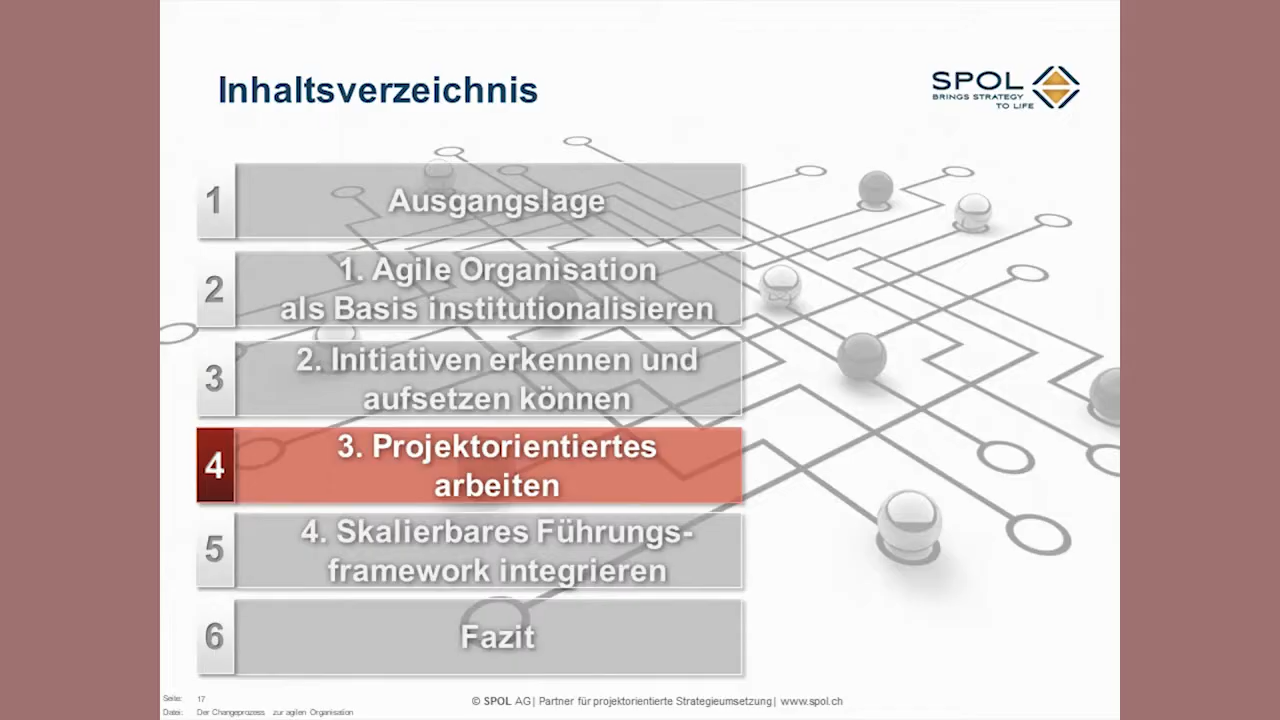 Inhaltsverzeichnis
SPOL
BRINGS STRATEGY
TO LIFE
1 Ausgangslage
2 1. Agile Organisation
als Basis institutionalisieren
3 2. Initiativen erkennen und
aufsetzen können
4 3. Projektorientiertes
arbeiten
5 4. Skalierbares Führungs-
framework integrieren
6 Fazit
Seite: 17
© SPOL AG| Partner für projektorientierte Strategieumsetzung| www.spol.ch
Datei: Der Changeprozess zur agilen Organisation